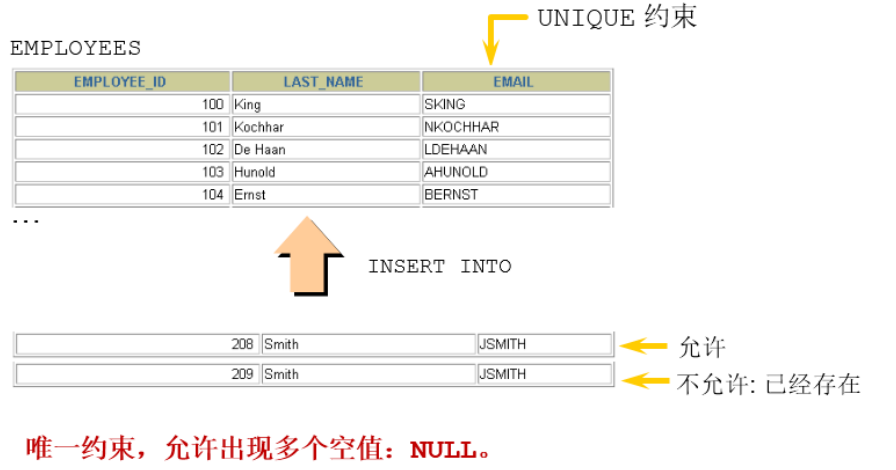 UNIQUE 约束
EMPLOYEES
EMPLOYEE_ID LAST_NAME EMAIL
100 King SKING
101 Kochhar NKOCHHAR
102 De Haan LDEHAAN
103 Hunold AHUNOLD
104 Ernst BERNST
...
INSERT INTO
208 Smith JSMITH 允许
209 Smith JSMITH 不允许: 已经存在
唯一约束，允许出现多个空值：NULL。